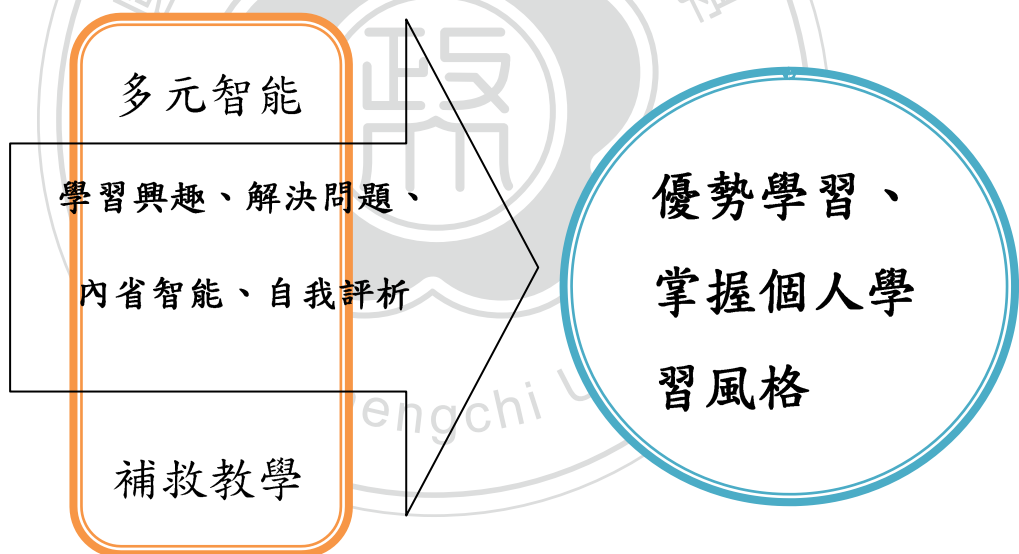 多元智能
學習興趣、解決問題、
內省智能、自我評析
補救教學
優勢學習、
掌握個人學
習風格
政
engchi U